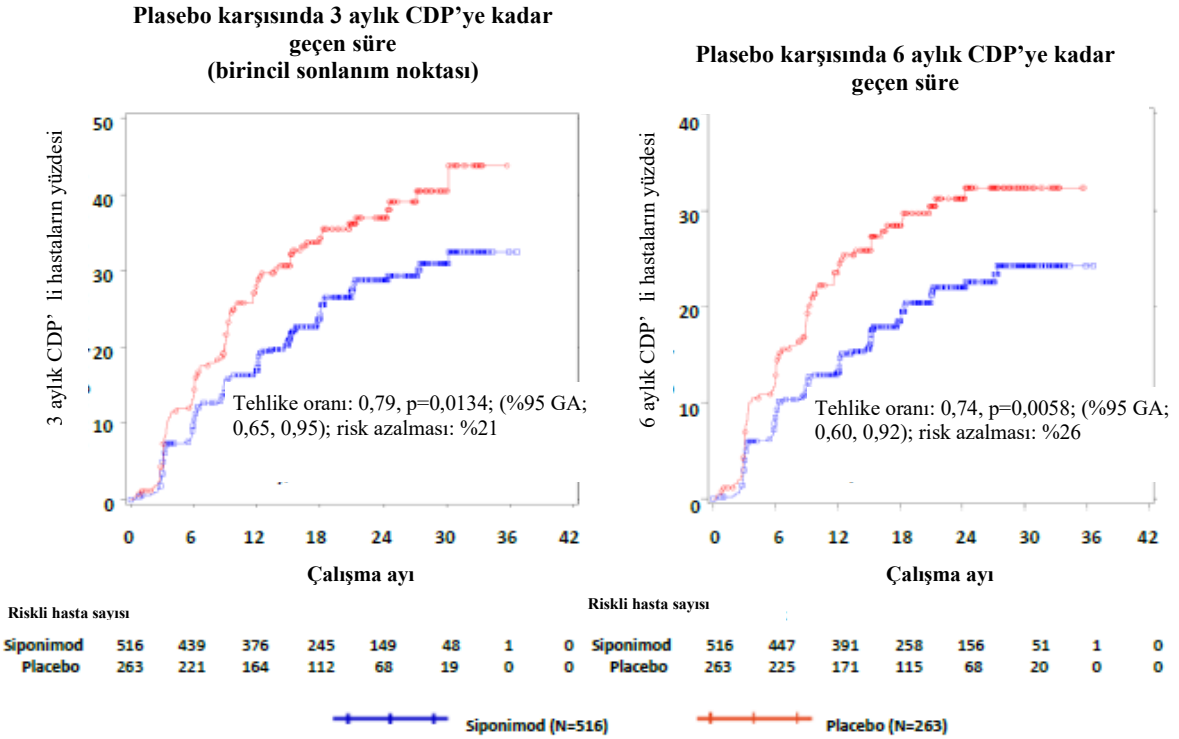 Plasebo karşısında 3 aylık CDP’ye kadar
geçen süre
(birincil sonlanım noktası)
3 aylık CDP’ li hastaların yüzdesi
50
40
30
20
10
0
Tehlike oranı: 0,79, p=0,0134; (%95 GA;
0,65, 0,95); risk azalması: %21
0 6 12 18 24 30 36 42
Çalışma ayı
Riskli hasta sayısı
Siponimod 516 439 376 245 149 48 1 0
Placebo 263 221 164 112 68 19 0 0
Plasebo karşısında 6 aylık CDP’ye kadar
geçen süre
6 aylık CDP’ li hastaların yüzdesi
40
30
20
10
0
Tehlike oranı: 0,74, p=0,0058; (%95 GA;
0,60, 0,92); risk azalması: %26
0 6 12 18 24 30 36 42
Çalışma ayı
Riskli hasta sayısı
Siponimod 516 447 391 258 156 51 1 0
Placebo 263 225 171 115 68 20 0 0
Siponimod (N=516)
Placebo (N=263)